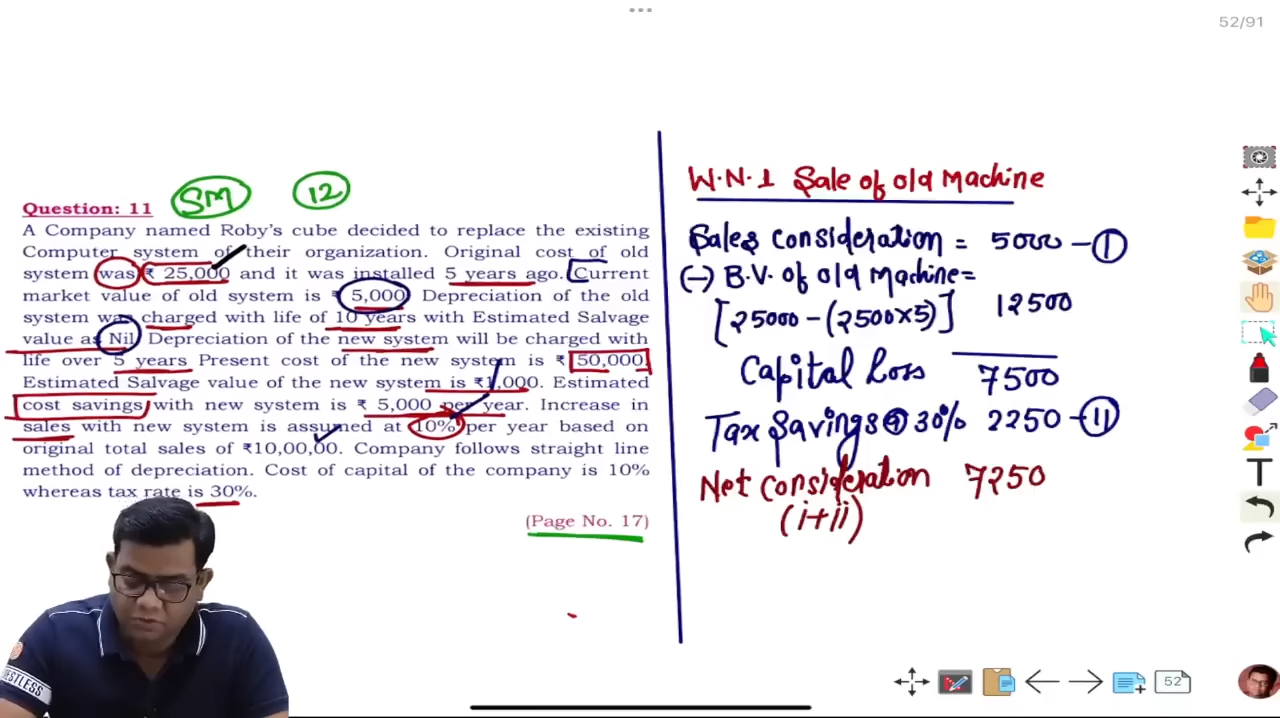 52/91
SM
12
Question: 11
A Company named Roby's cube decided to replace the existing
Computer system of their organization. Original cost of old
system was ₹ 25,000 and it was installed 5 years ago. Current
market value of old system is ₹ 5,000 Depreciation of the old
system was charged with life of 10 years with Estimated Salvage
value as Nil Depreciation of the new system will be charged with
life over 5 years Present cost of the new system is ₹ 50,000.
Estimated Salvage value of the new system is ₹1,000. Estimated
cost savings with new system is ₹ 5,000 per year. Increase in
sales with new system is assumed at 10% per year based on
original total sales of ₹10,00,00. Company follows straight line
method of depreciation. Cost of capital of the company is 10%
whereas tax rate is 30%.
(Page No. 17)
W.N.1 Sale of old Machine
Sales consideration = 5000 — I
(-) B.V. of old Machine =
[25000 - (2500x5)] 12500
Capital Loss 7500
Tax Savings @ 30% 2250 - II
Net consideration 7250
(i+ii)
RESTLESS
T
52